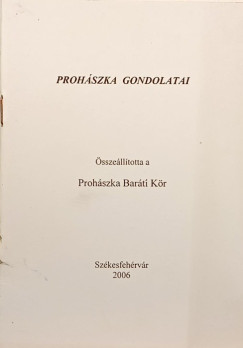 PROHÁSZKA GONDOLATAI
Összeállította a
Prohászka Baráti Kör
Székesfehérvár
2006